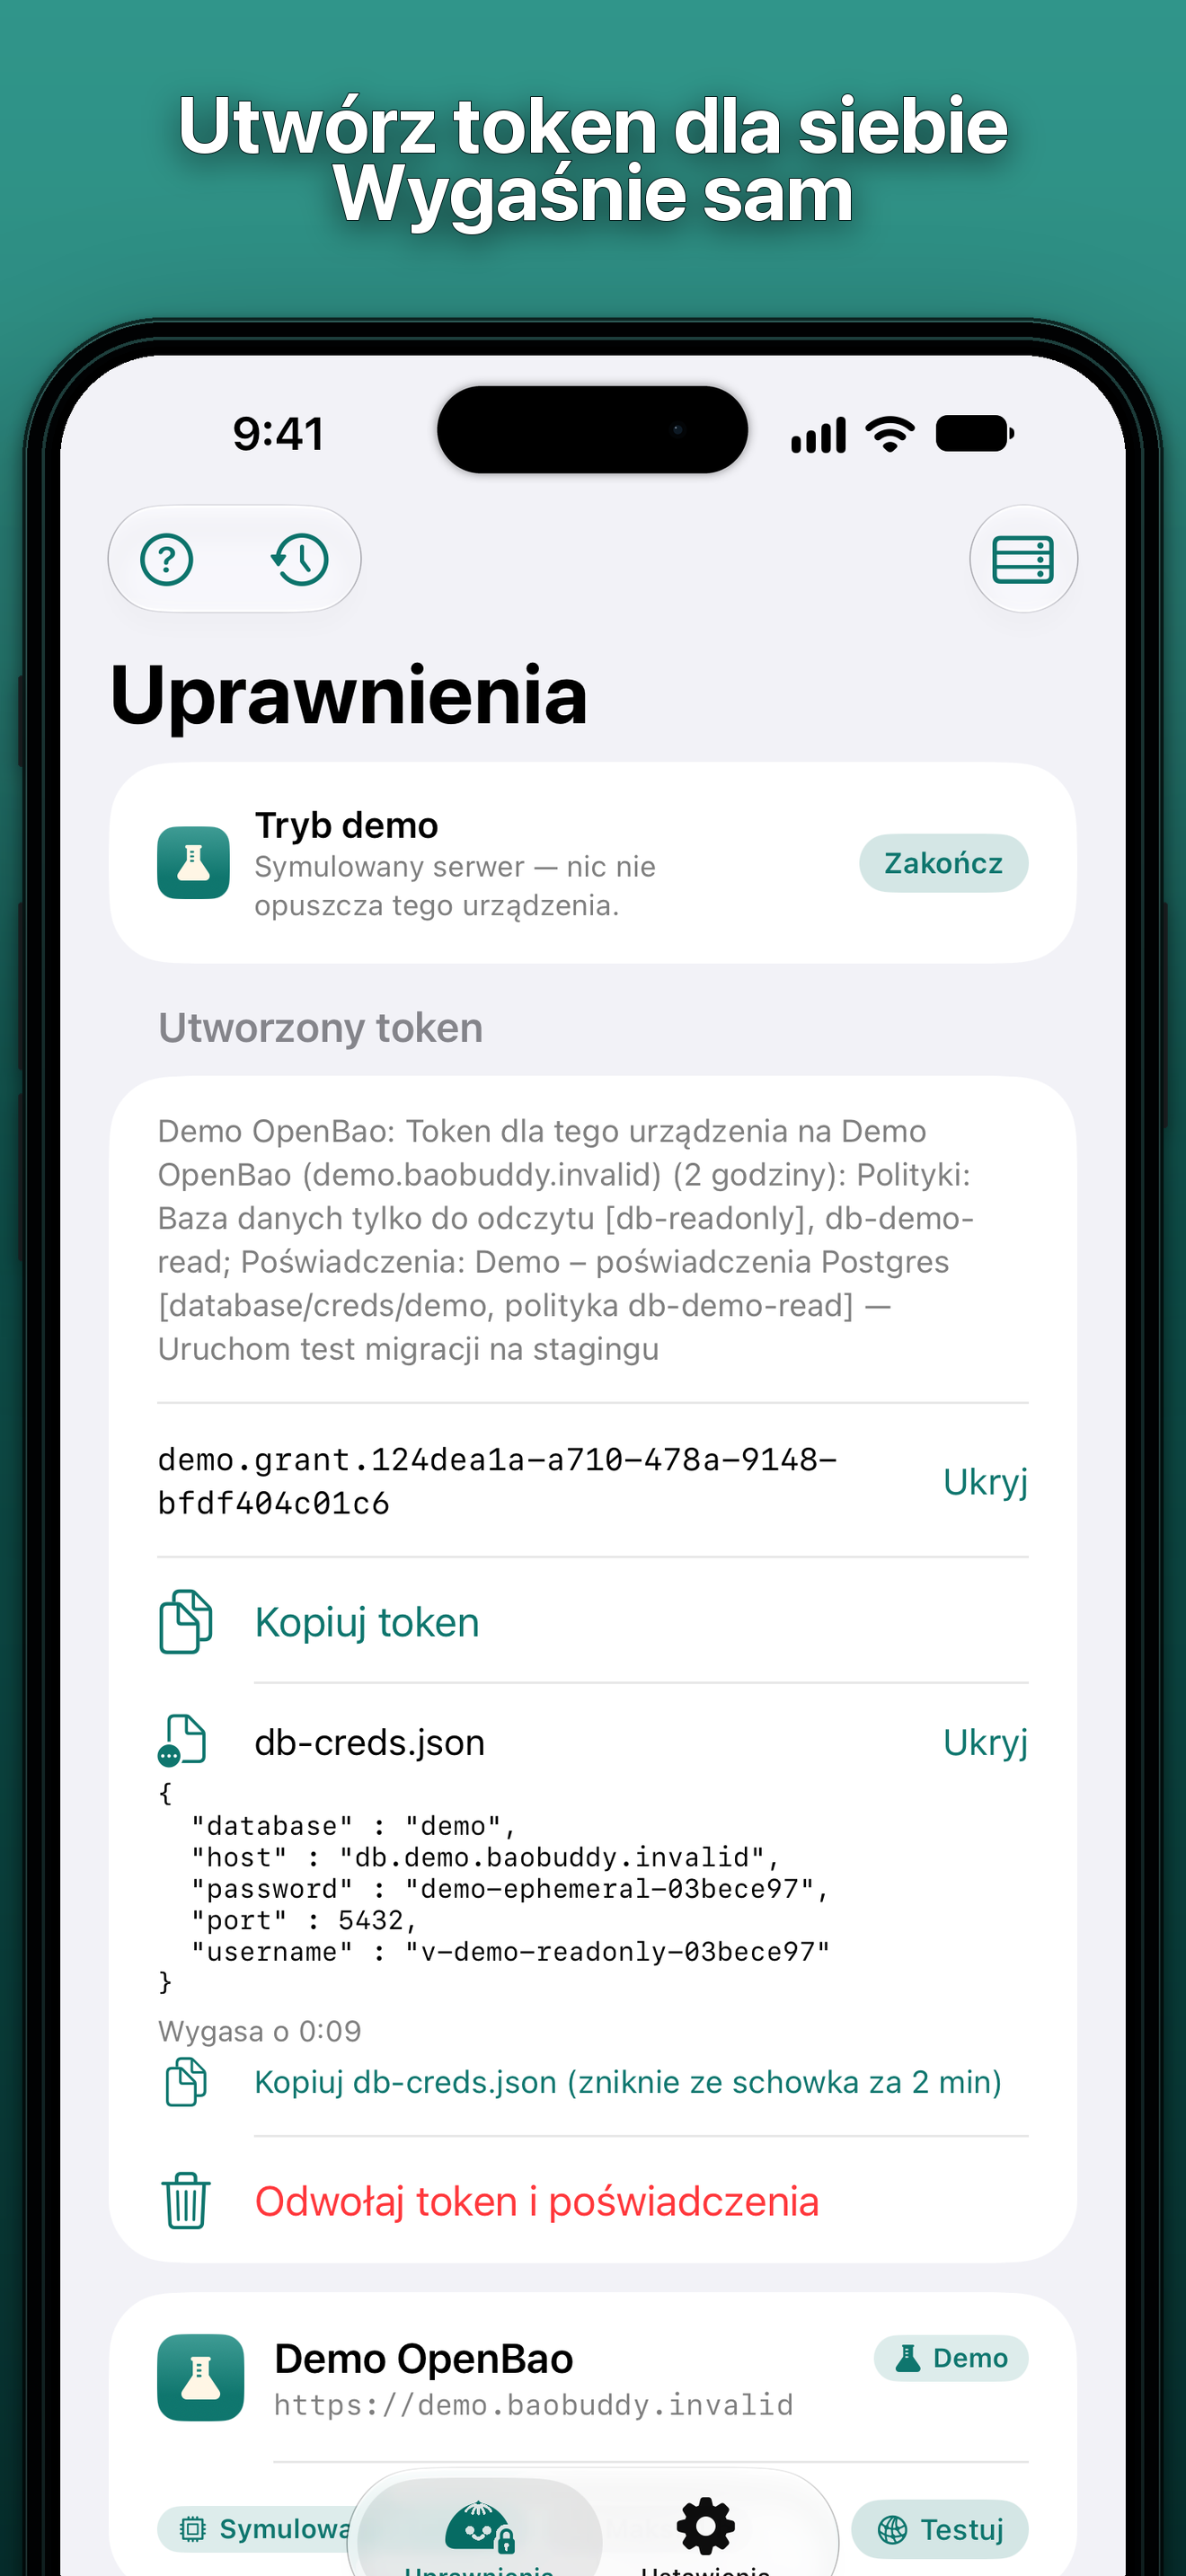 Utwórz token dla siebie
Wygaśnie sam
9:41
Uprawnienia
Tryb demo
Symulowany serwer — nic nie
opuszcza tego urządzenia.
Zakończ
Utworzony token
Demo OpenBao: Token dla tego urządzenia na Demo
OpenBao (demo.baobuddy.invalid) (2 godziny): Polityki:
Baza danych tylko do odczytu [db-readonly], db-demo-
read; Poświadczenia: Demo – poświadczenia Postgres
[database/creds/demo, polityka db-demo-read] —
Uruchom test migracji na stagingu
demo.grant.124dea1a-a710-478a-9148-
bfdf404c01c6
Ukryj
Kopiuj token
db-creds.json
Ukryj
{
"database" : "demo",
"host" : "db.demo.baobuddy.invalid",
"password" : "demo-ephemeral-03bece97",
"port" : 5432,
"username" : "v-demo-readonly-03bece97"
}
Wygasa o 0:09
Kopiuj db-creds.json (zniknie ze schowka za 2 min)
Odwołaj token i poświadczenia
Demo OpenBao
Demo
https://demo.baobuddy.invalid
Testuj
Uprawnienia
Ustawienia